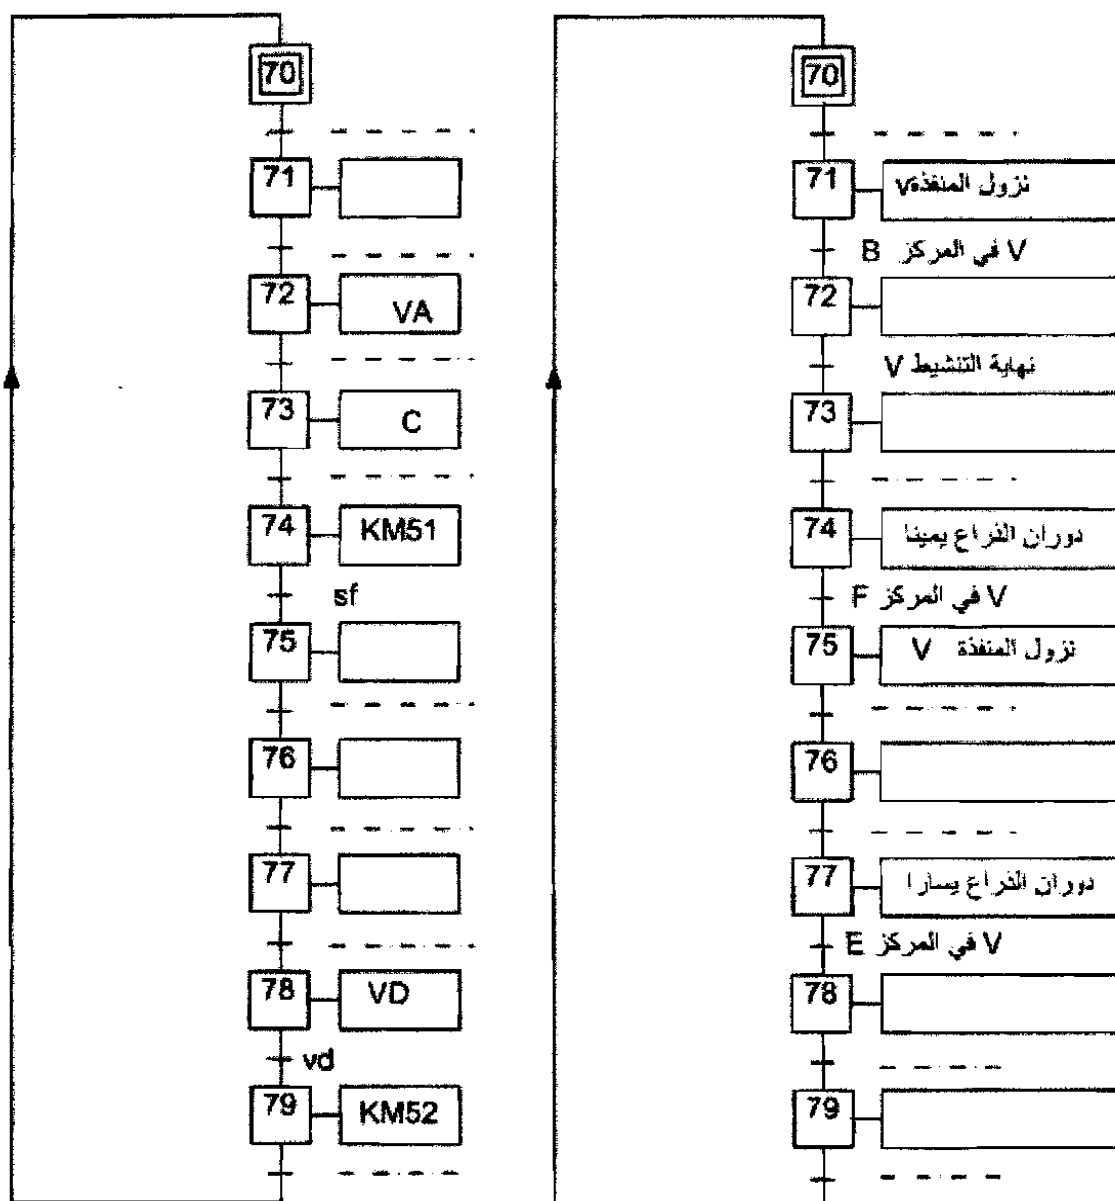 70
71
72
VA
73
C
74
KM51
sf
75
76
77
78
VD
vd
79
KM52
70
71
نزول المنفذة v
V في المركز B
72
نهاية التنشيط V
73
74
دوران الذراع يمينا
V في المركز F
75
نزول المنفذة V
76
77
دوران الذراع يسارا
V في المركز E
78
79